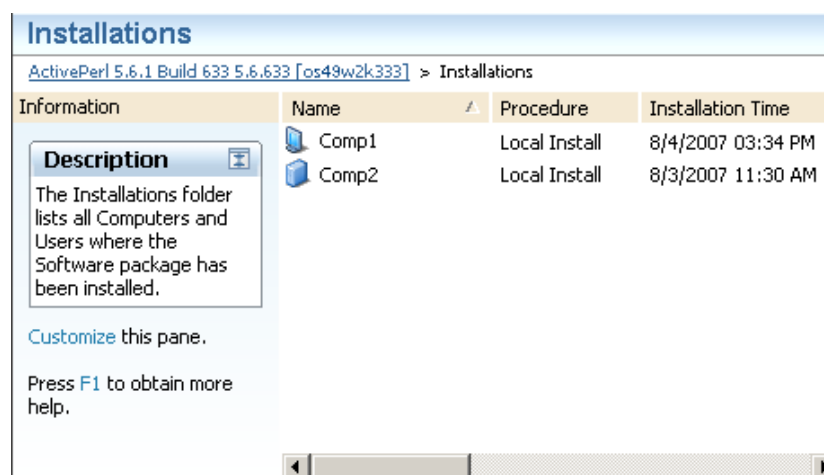 Installations
ActivePerl 5.6.1 Build 633 5.6.633 [os49w2k333] > Installations
Information
Name Procedure Installation Time
Description
The Installations folder
lists all Computers and
Users where the
Software package has
been installed.
Customize this pane.
Press F1 to obtain more
help.
Comp1 Local Install 8/4/2007 03:34 PM
Comp2 Local Install 8/3/2007 11:30 AM